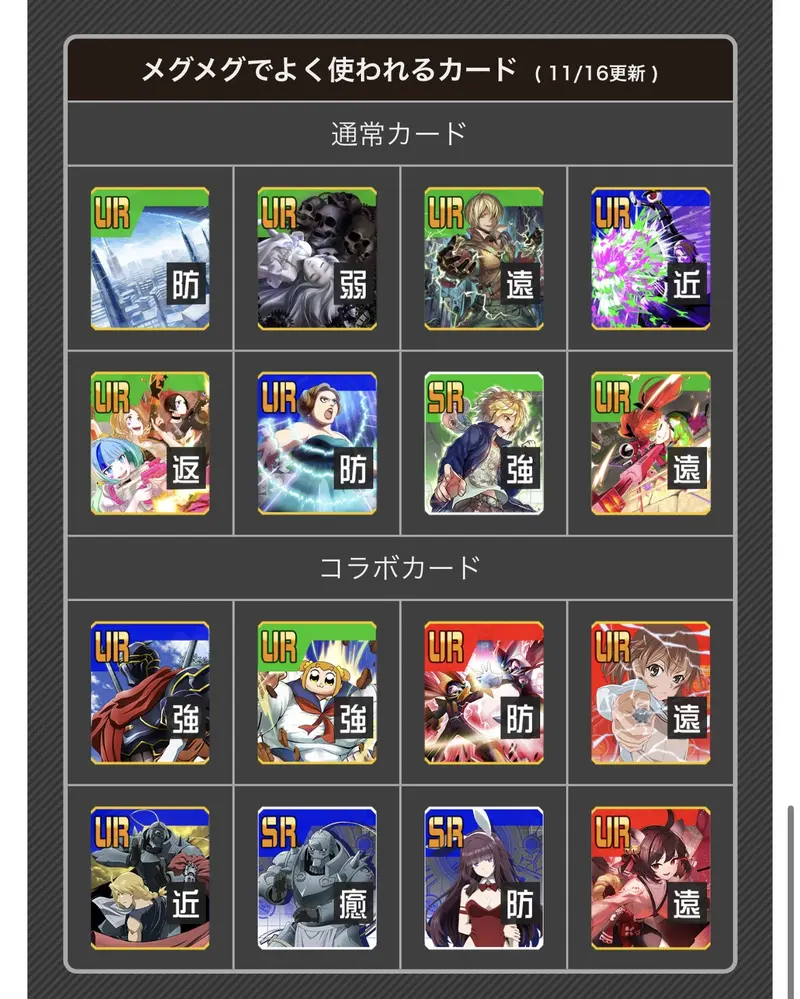 メグメグでよく使われるカード ( 11/16更新 )
通常カード
UR 防
UR 弱
UR 遠
UR 近
UR 返
UR 防
SR 強
UR 遠
コラボカード
UR 強
UR 強
UR 防
UR 遠
UR 近
SR 癒
SR 防
UR 遠